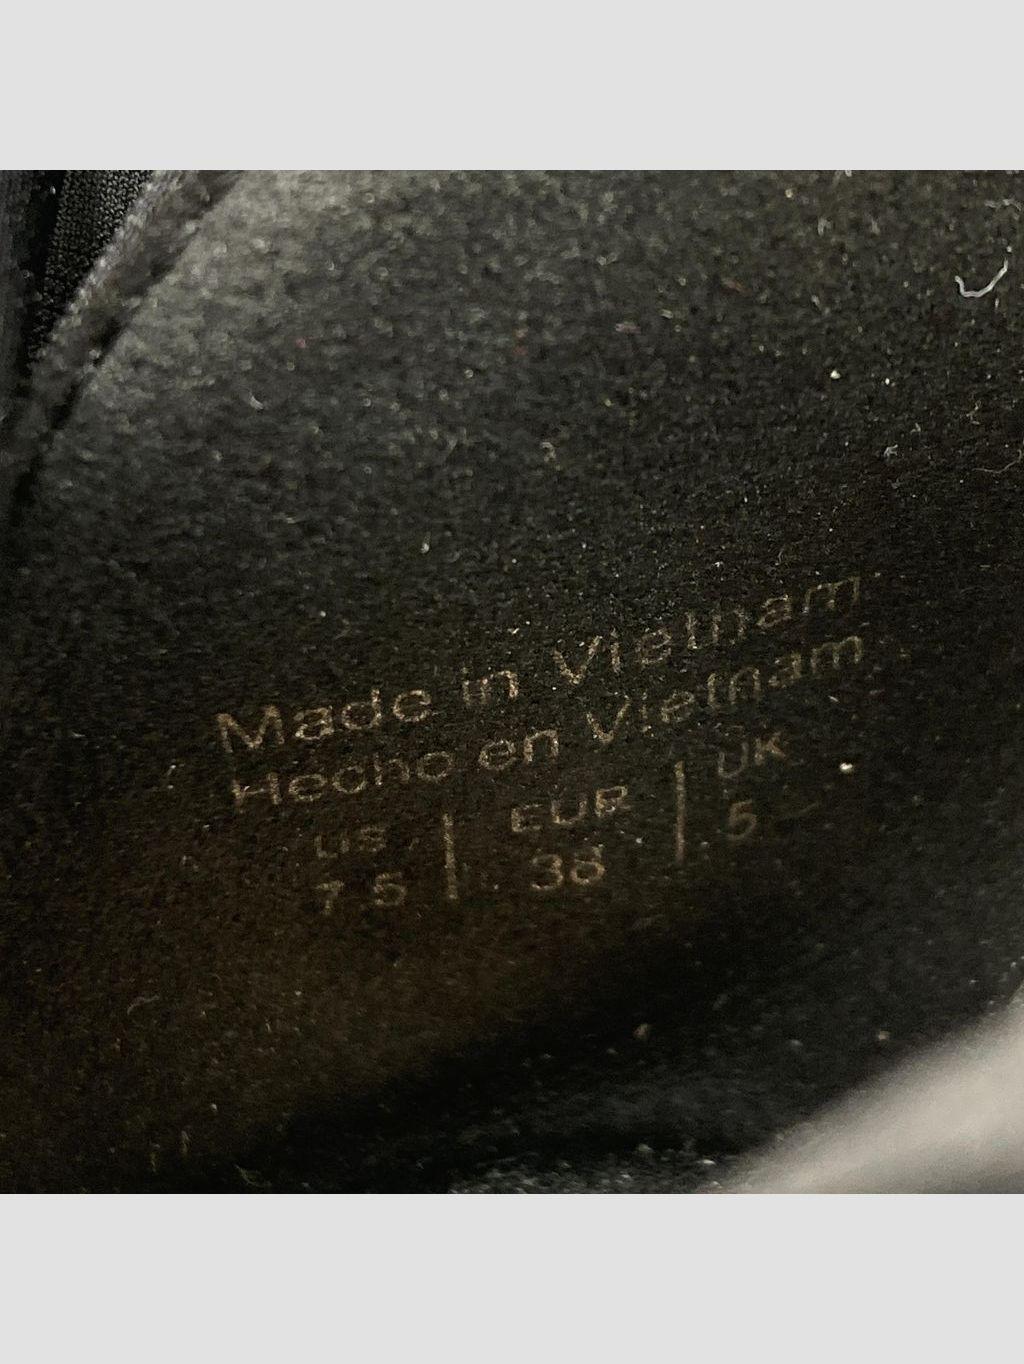 Made in Vietnam
Hecho en Vietnam
US | EUR | UK
7.5 | 38 | 5